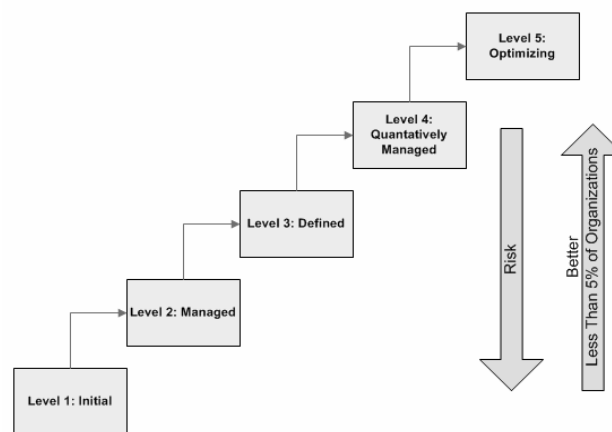 Level 5:
Optimizing
Level 4:
Quantatively
Managed
Level 3: Defined
Level 2: Managed
Level 1: Initial
Risk
Better
Less Than 5% of Organizations